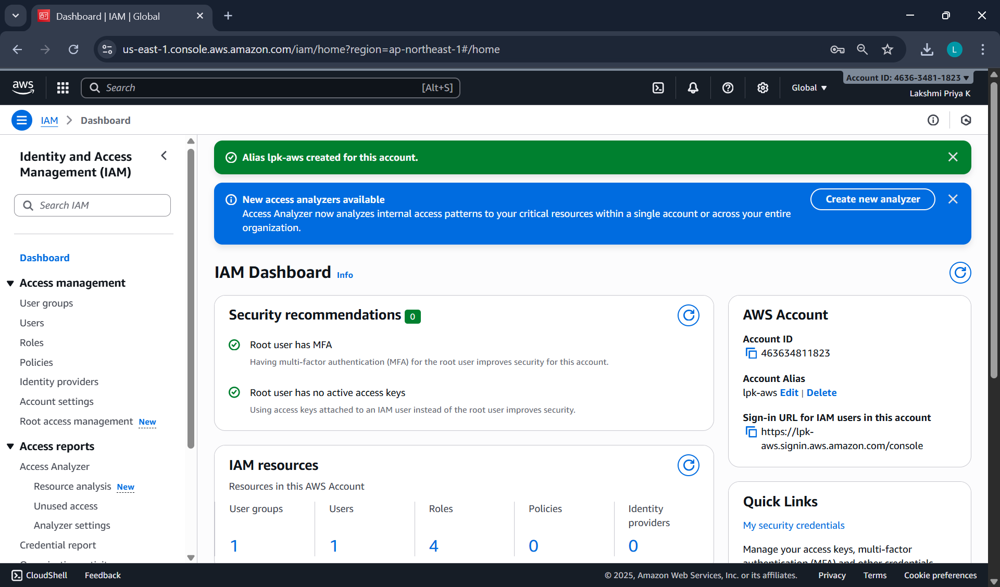 Dashboard | IAM | Global
us-east-1.console.aws.amazon.com/iam/home?region=ap-northeast-1#/home
L
aws
Search
[Alt+S]
Global
Account ID: 4636-3481-1823
Lakshmi Priya K
IAM
Dashboard
Identity and Access
Management (IAM)
Search IAM
Dashboard
Access management
User groups
Users
Roles
Policies
Identity providers
Account settings
Root access management New
Access reports
Access Analyzer
Resource analysis New
Unused access
Analyzer settings
Credential report
Alias lpk-aws created for this account.
New access analyzers available
Access Analyzer now analyzes internal access patterns to your critical resources within a single account or across your entire
organization.
Create new analyzer
IAM Dashboard Info
Security recommendations 0
Root user has MFA
Having multi-factor authentication (MFA) for the root user improves security for this account.
Root user has no active access keys
Using access keys attached to an IAM user instead of the root user improves security.
IAM resources
Resources in this AWS Account
User groups
1
Users
1
Roles
4
Policies
0
Identity
providers
0
AWS Account
Account ID
463634811823
Account Alias
lpk-aws Edit | Delete
Sign-in URL for IAM users in this account
https://lpk-
aws.signin.aws.amazon.com/console
Quick Links
My security credentials
Manage your access keys, multi-factor
authentication (MFA) and other credentials
CloudShell
Feedback
© 2025, Amazon Web Services, Inc. or its affiliates.
Privacy
Terms
Cookie preferences